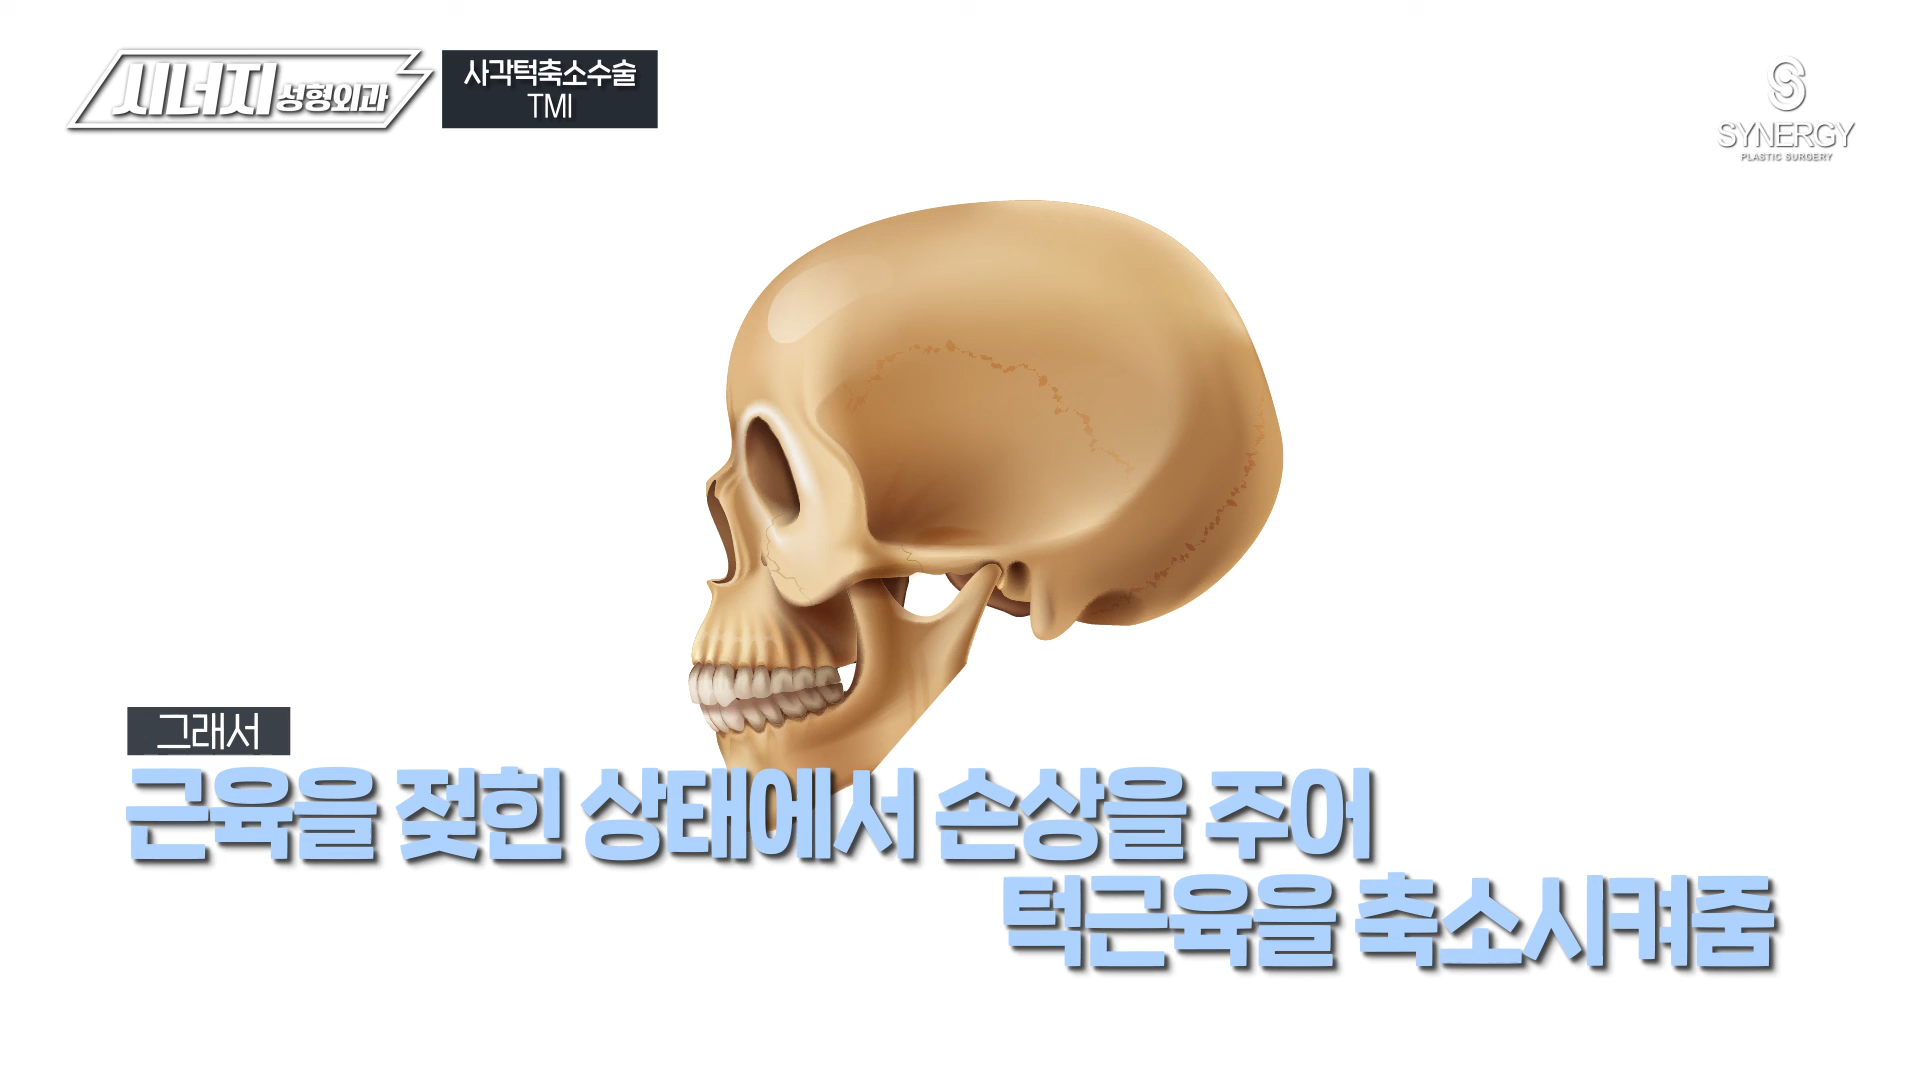 시너지 성형외과
사각턱축소수술
TMI
S
SYNERGY
PLASTIC SURGERY
그래서
근육을 젖힌 상태에서 손상을 주어
턱근육을 축소시켜줌